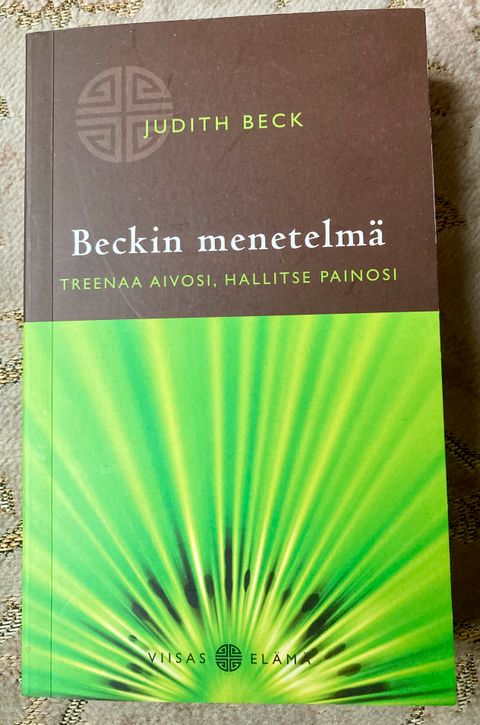 JUDITH BECK
Beckin menetelmä
TREENAA AIVOSI, HALLITSE PAINOSI
VIISAS ELÄMÄ